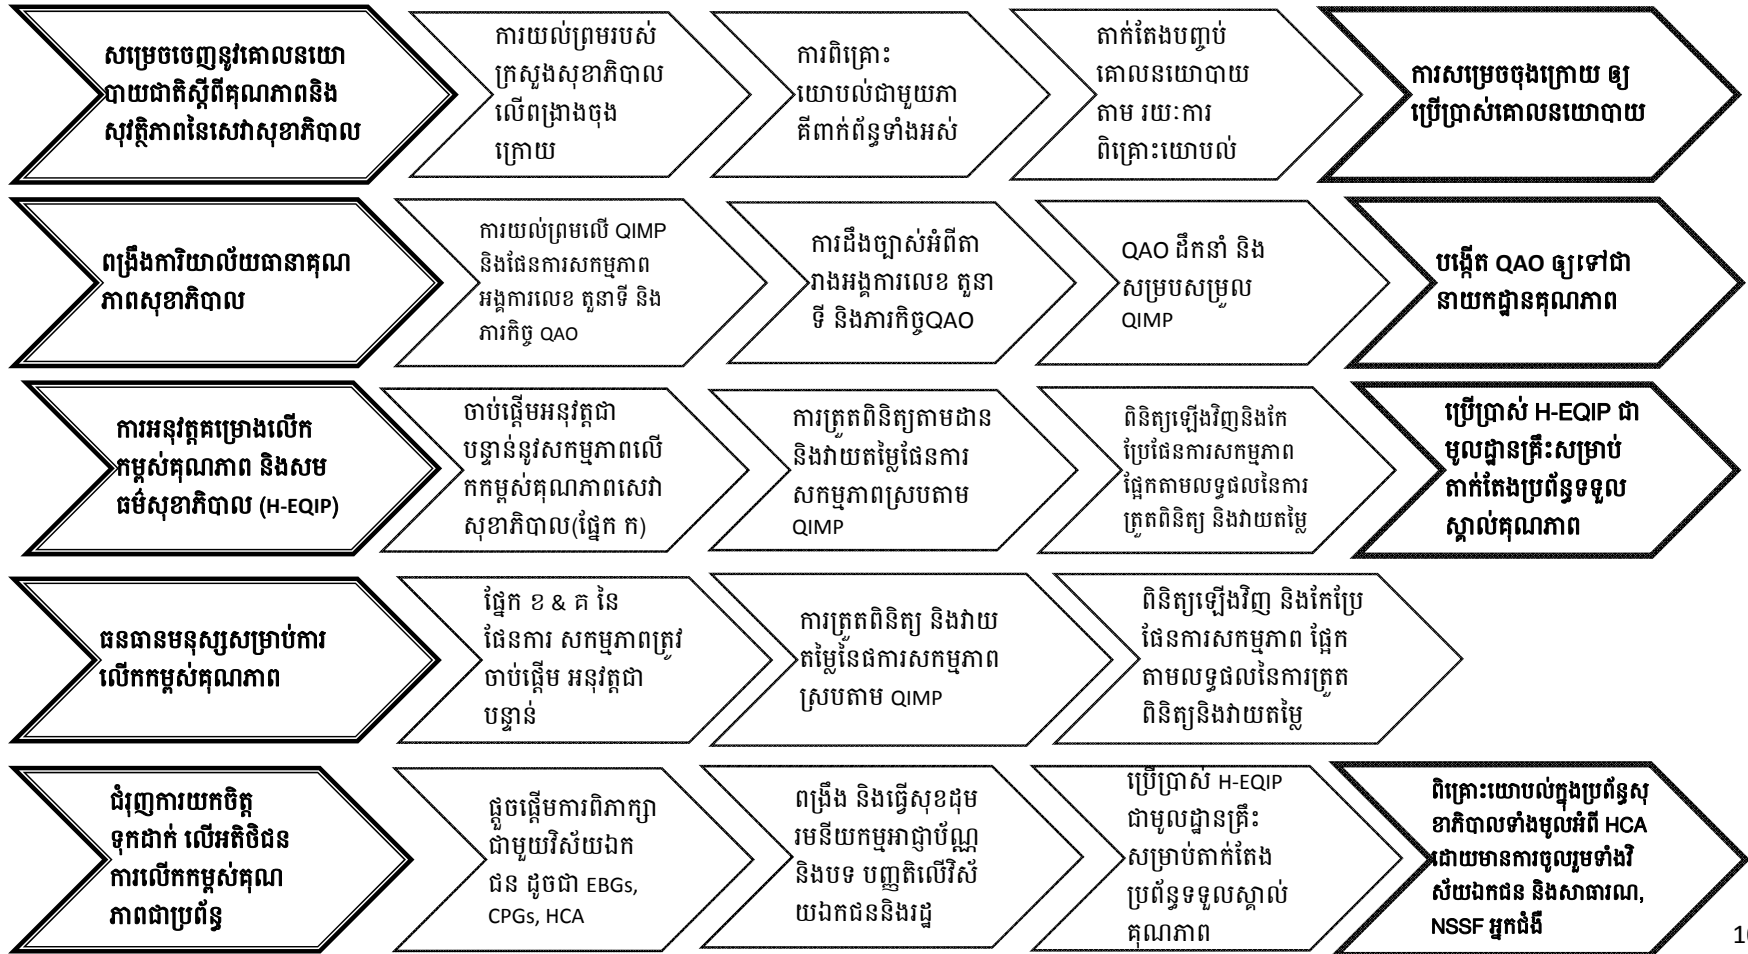 សម្រេចចេញនូវគោលនយោ
បាយជាតិស្តីពីគុណភាពនិង
សុវត្ថិភាពនៃសេវាសុខាភិបាល
ការយល់ព្រមរបស់
ក្រសួងសុខាភិបាល
លើពង្រាងចុង
ក្រោយ
ការពិគ្រោះ
យោបល់ជាមួយភា
គីពាក់ព័ន្ធទាំងអស់
តាក់តែងបញ្ចប់
គោលនយោបាយ
តាម រយៈការ
ពិគ្រោះយោបល់
ការសម្រេចចុងក្រោយ ឲ្យ
ប្រើប្រាស់គោលនយោបាយ
ពង្រឹងការិយាល័យធានាគុណ
ភាពសុខាភិបាល
ការយល់ព្រមលើ QIMP
និងផែនការសកម្មភាព
អង្គការលេខ តួនាទី និង
ភារកិច្ច QAO
ការដឹងច្បាស់អំពីតា
រាងអង្គការលេខ តួនា
ទី និងភារកិច្ចQAO
QAO ដឹកនាំ និង
សម្របសម្រួល
QIMP
បង្កើត QAO ឲ្យទៅជា
នាយកដ្ឋានគុណភាព
ការអនុវត្តគម្រោងលើក
កម្ពស់គុណភាព និងសម
ធម៌សុខាភិបាល (H-EQIP)
ចាប់ផ្តើមអនុវត្តជា
បន្ទាន់នូវសកម្មភាពលើ
កកម្ពស់គុណភាពសេវា
សុខាភិបាល(ផ្នែក ក)
ការត្រួតពិនិត្យតាមដាន
និងវាយតម្លៃផែនការ
សកម្មភាពស្របតាម
QIMP
ពិនិត្យឡើងវិញនិងកែ
ប្រែផែនការសកម្មភាព
ផ្អែកតាមលទ្ធផលនៃការ
ត្រួតពិនិត្យ និងវាយតម្លៃ
ប្រើប្រាស់ H-EQIP ជា
មូលដ្ឋានគ្រឹះសម្រាប់
តាក់តែងប្រព័ន្ធទទួល
ស្គាល់គុណភាព
ធនធានមនុស្សសម្រាប់ការ
លើកកម្ពស់គុណភាព
ផ្នែក ខ & គ នៃ
ផែនការ សកម្មភាពត្រូវ
ចាប់ផ្តើម អនុវត្តជា
បន្ទាន់
ការត្រួតពិនិត្យ និងវាយ
តម្លៃនៃផការសកម្មភាព
ស្របតាម QIMP
ពិនិត្យឡើងវិញ និងកែប្រែ
ផែនការសកម្មភាព ផ្អែក
តាមលទ្ធផលនៃការត្រួត
ពិនិត្យនិងវាយតម្លៃ
ជំរុញការយកចិត្ត
ទុកដាក់ លើអតិថិជន
ការលើកកម្ពស់គុណ
ភាពជាប្រព័ន្ធ
ផ្តួចផ្តើមការពិភាក្សា
ជាមួយវិស័យឯក
ជន ដូចជា EBGs,
CPGs, HCA
ពង្រឹង និងធ្វើសុខដុម
រមនីយកម្មអាជ្ញាប័ណ្ណ
និងបទ បញ្ញតិលើវិស័
យឯកជននិងរដ្ឋ
ប្រើប្រាស់ H-EQIP
ជាមូលដ្ឋានគ្រឹះ
សម្រាប់តាក់តែង
ប្រព័ន្ធទទួលស្គាល់
គុណភាព
ពិគ្រោះយោបល់ក្នុងប្រព័ន្ធសុ
ខាភិបាលទាំងមូលអំពី HCA
ដោយមានការចូលរួមទាំងវិ
ស័យឯកជន និងសាធារណ,
NSSF អ្នកជំងឺ